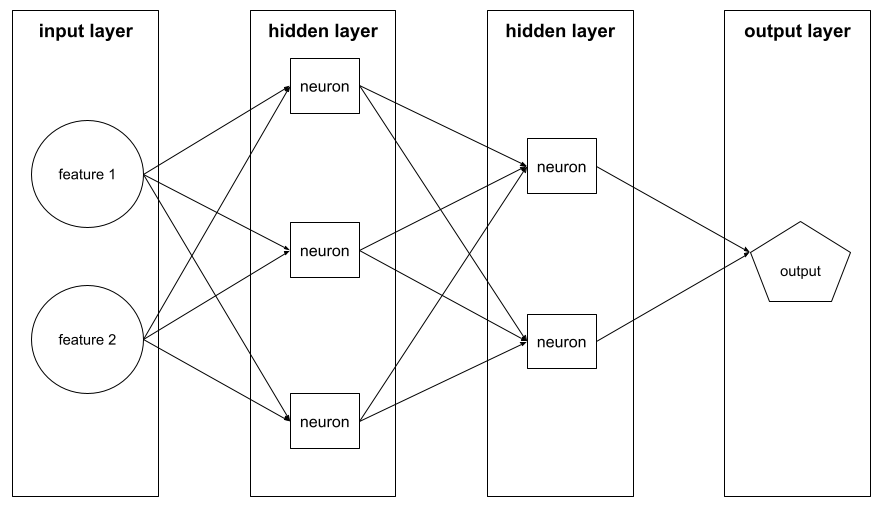 input layer
hidden layer
hidden layer
output layer
feature 1
feature 2
neuron
neuron
neuron
neuron
neuron
output